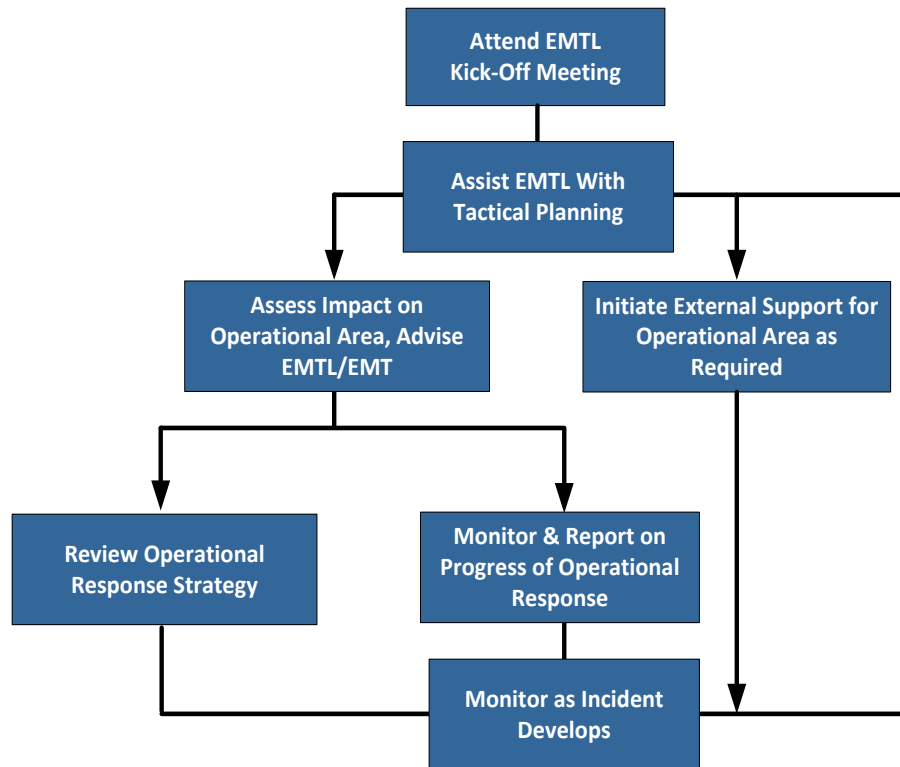 Attend EMTL
Kick-Off Meeting
Assist EMTL With
Tactical Planning
Assess Impact on
Operational Area, Advise
EMTL/EMT
Initiate External Support for
Operational Area as
Required
Review Operational
Response Strategy
Monitor & Report on
Progress of Operational
Response
Monitor as Incident
Develops